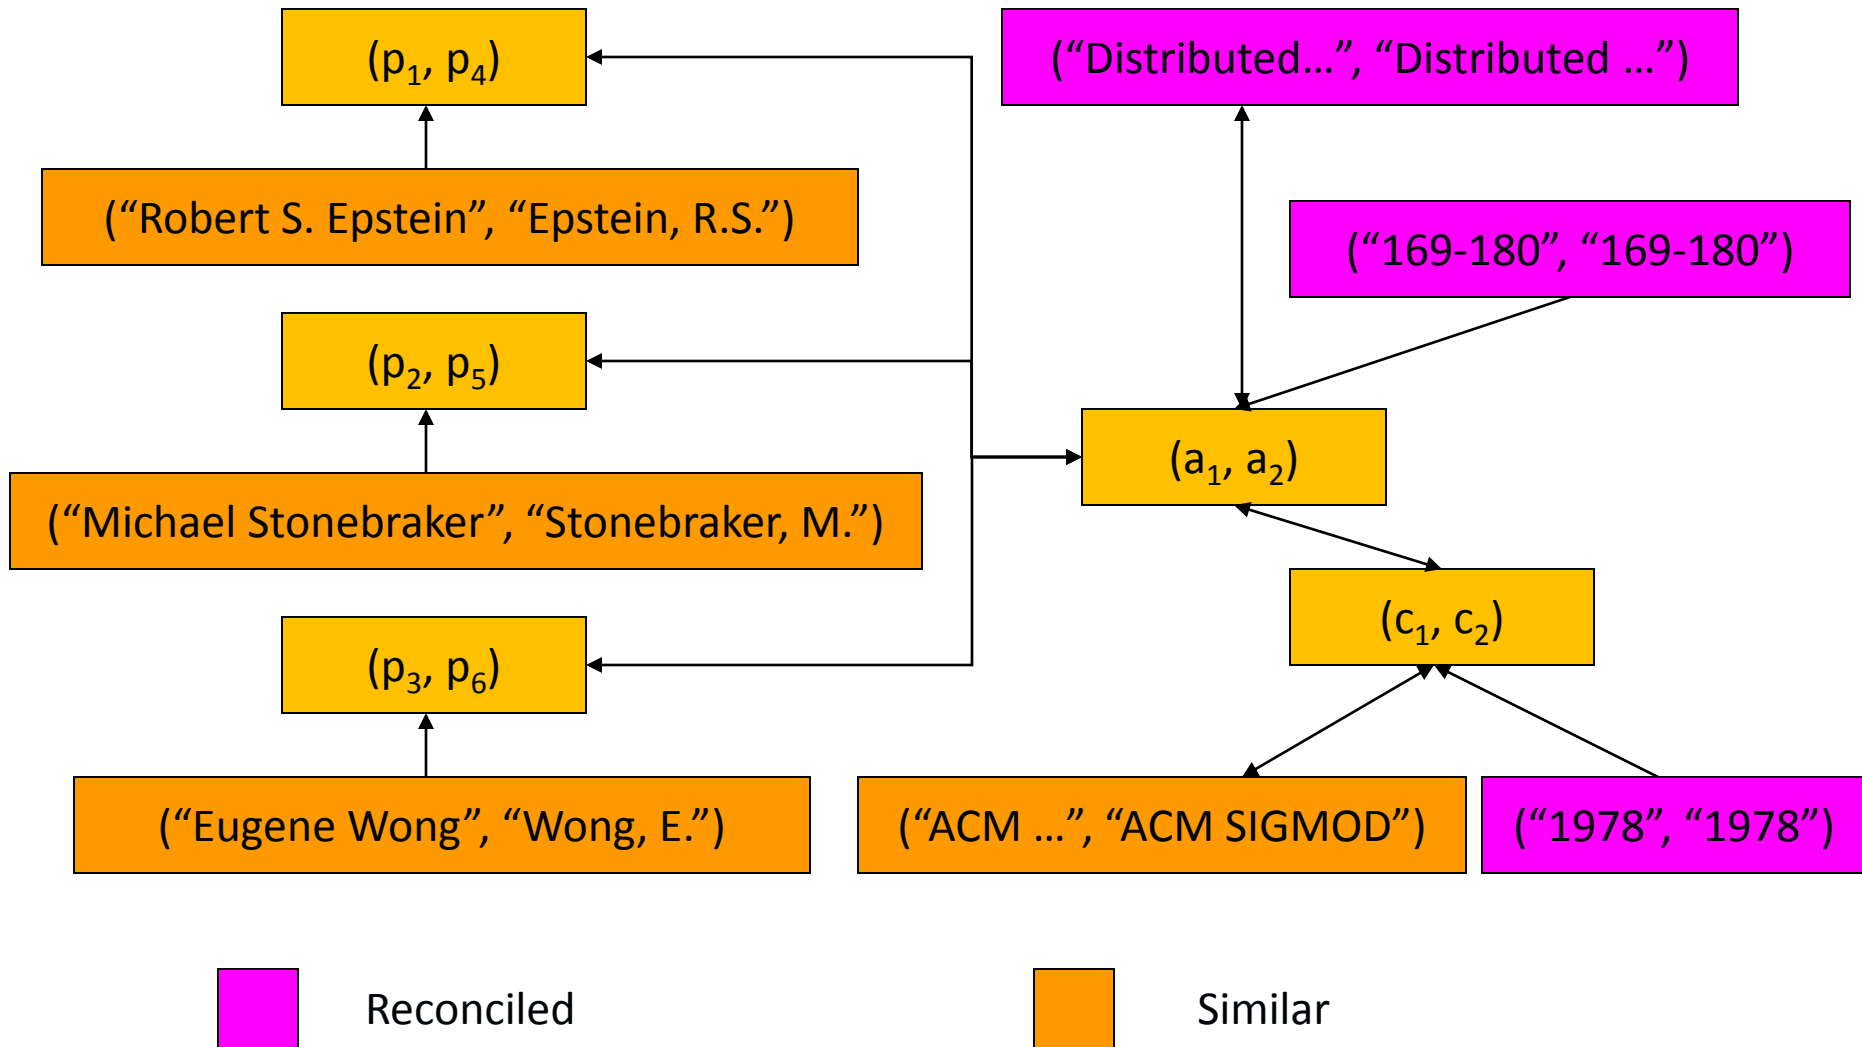 (p₁, p₄)
(“Distributed…”, “Distributed …”)
(“Robert S. Epstein”, “Epstein, R.S.”)
(“169-180”, “169-180”)
(p₂, p₅)
(a₁, a₂)
(“Michael Stonebraker”, “Stonebraker, M.”)
(c₁, c₂)
(p₃, p₆)
(“Eugene Wong”, “Wong, E.”)
(“ACM …”, “ACM SIGMOD”)
(“1978”, “1978”)
Reconciled
Similar